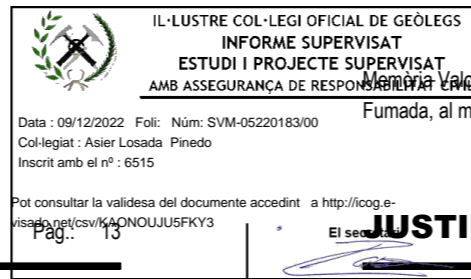 IL·LUSTRE COL·LEGI OFICIAL DE GEÒLEGS
INFORME SUPERVISAT
ESTUDI I PROJECTE SUPERVISAT
AMB ASSEGURANÇA DE RESPONSABILITAT CIVIL
Memòria
Fumada, al
Data : 09/12/2022 Foli: Núm: SVM-05220183/00
Col·legiat : Asier Losada Pinedo
Inscrit amb el nº : 6515
Pot consultar la validesa del documente accedint a http://icog.e-
visado.net/csv/KAONOUJU5FKY3
Pàg.: 13
El secretari